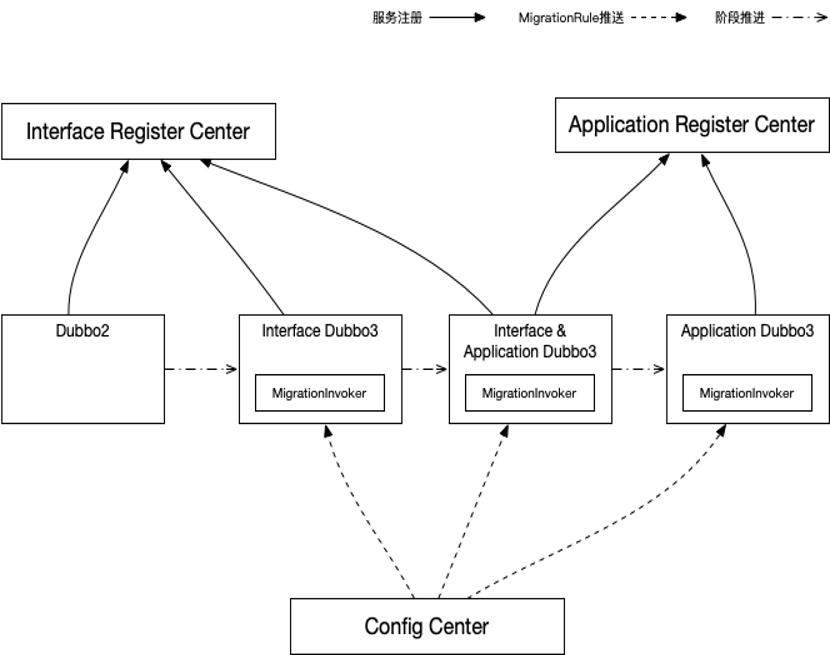 服务注册
MigrationRule推送
阶段推进
Interface Register Center
Application Register Center
Dubbo2
Interface Dubbo3
MigrationInvoker
Interface &
Application Dubbo3
MigrationInvoker
Application Dubbo3
MigrationInvoker
Config Center